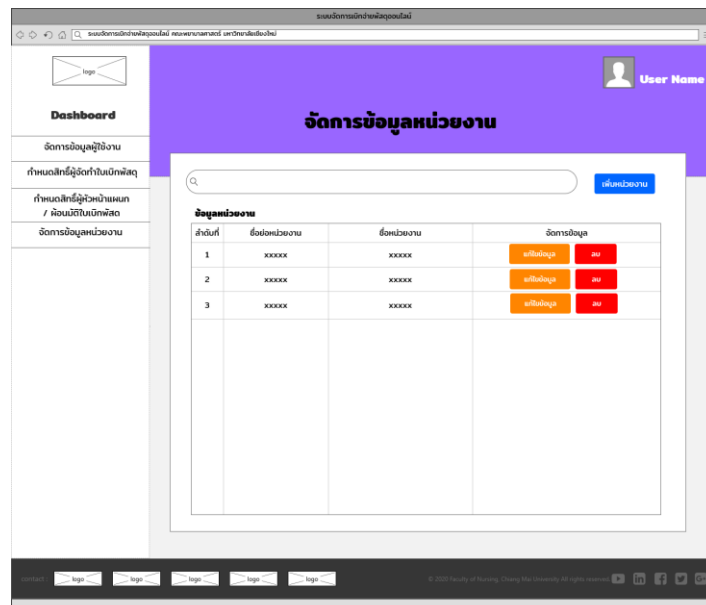 ระบบจัดการเบิกจ่ายพัสดุออนไลน์
ระบบจัดการเบิกจ่ายพัสดุออนไลน์ คณะพยาบาลศาสตร์ มหาวิทยาลัยเชียงใหม่
logo
User Name
Dashboard
จัดการข้อมูลหน่วยงาน
จัดการข้อมูลผู้ใช้งาน
กำหนดสิทธิ์ผู้จัดทำใบเบิกพัสดุ
กำหนดสิทธิ์ผู้หัวหน้าแผนก
/ ผู้อนุมัติใบเบิกพัสดุ
จัดการข้อมูลหน่วยงาน
เพิ่มหน่วยงาน
ข้อมูลหน่วยงาน
ลำดับที่ ชื่อย่อหน่วยงาน ชื่อหน่วยงาน จัดการข้อมูล
1 xxxxx xxxxx แก้ไขข้อมูล ลบ
2 xxxxx xxxxx แก้ไขข้อมูล ลบ
3 xxxxx xxxxx แก้ไขข้อมูล ลบ
contact : logo logo logo logo logo © 2020 Faculty of Nursing, Chiang Mai University All rights reserved.